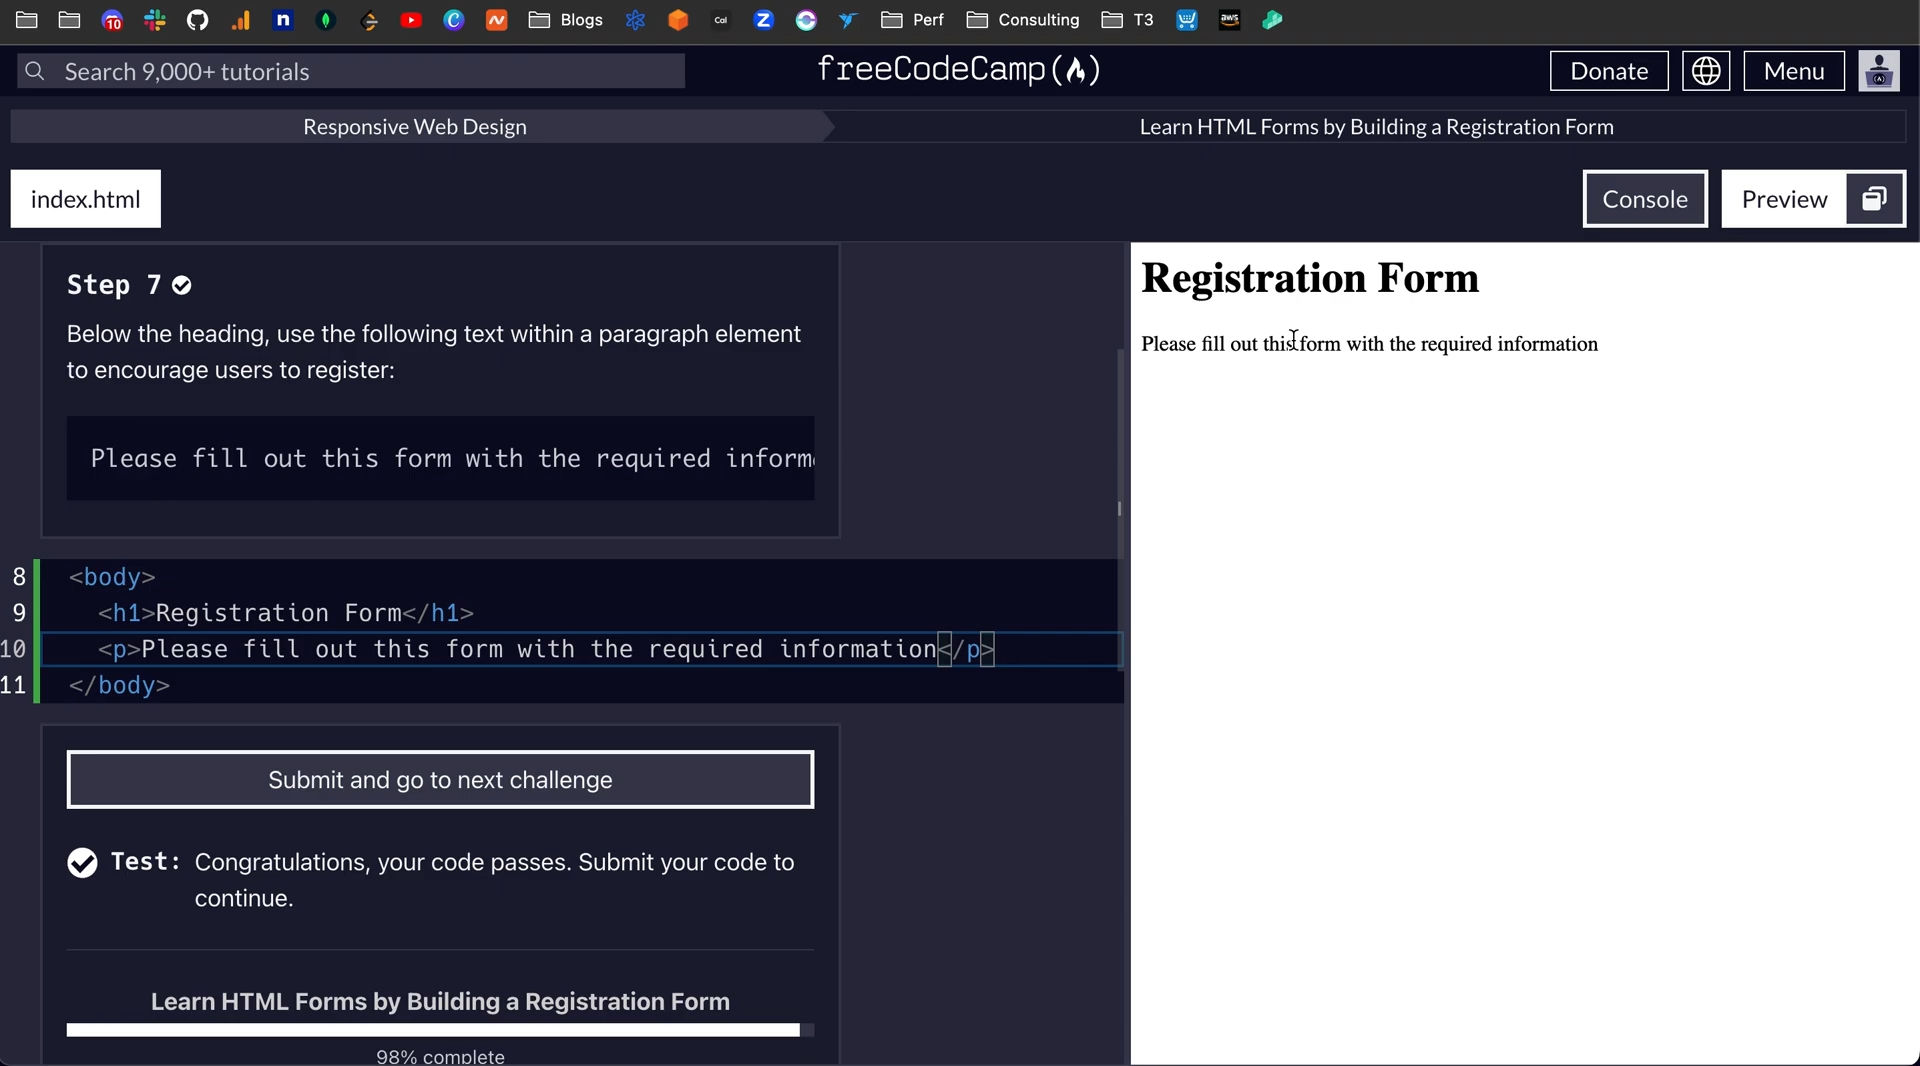 10
n
Cal
Z
Blogs
Perf
Consulting
T3
aws
Search 9,000+ tutorials
freeCodeCamp
Donate
Menu
Responsive Web Design
Learn HTML Forms by Building a Registration Form
index.html
Console
Preview
Step 7
Below the heading, use the following text within a paragraph element
to encourage users to register:
Please fill out this form with the required inform
8 <body>
9 <h1>Registration Form</h1>
10 <p>Please fill out this form with the required information</p>
11 </body>
Submit and go to next challenge
Test: Congratulations, your code passes. Submit your code to
continue.
Learn HTML Forms by Building a Registration Form
98% complete
Registration Form
Please fill out this form with the required information